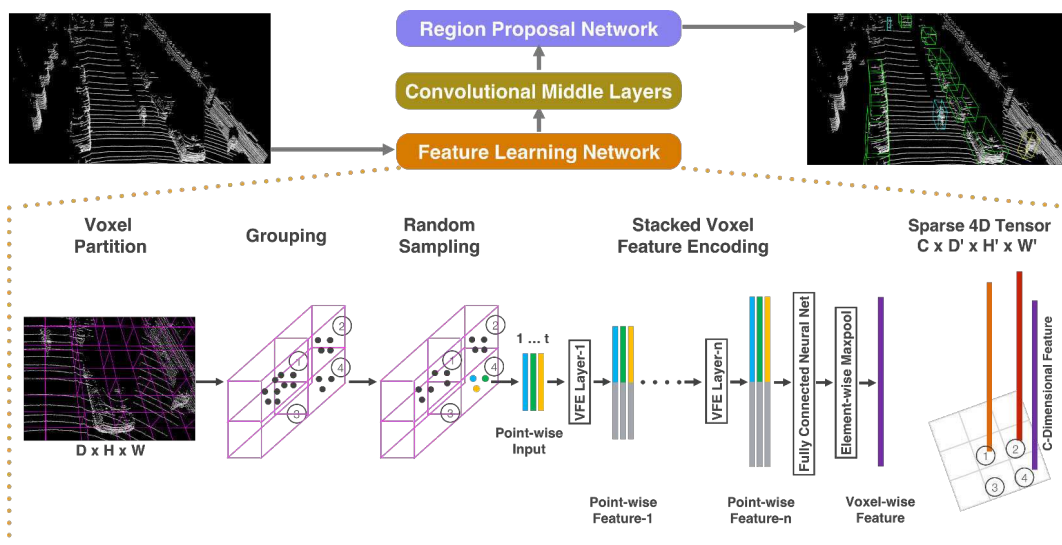 Region Proposal Network
Convolutional Middle Layers
Feature Learning Network
Voxel
Partition
Grouping
Random
Sampling
Stacked Voxel
Feature Encoding
Sparse 4D Tensor
C x D' x H' x W'
D x H x W
1
2
3
4
1
2
3
4
1 ... t
Point-wise
Input
VFE Layer-1
Point-wise
Feature-1
VFE Layer-n
Point-wise
Feature-n
Fully Connected Neural Net
Element-wise Maxpool
Voxel-wise
Feature
C-Dimensional Feature
1
2
3
4